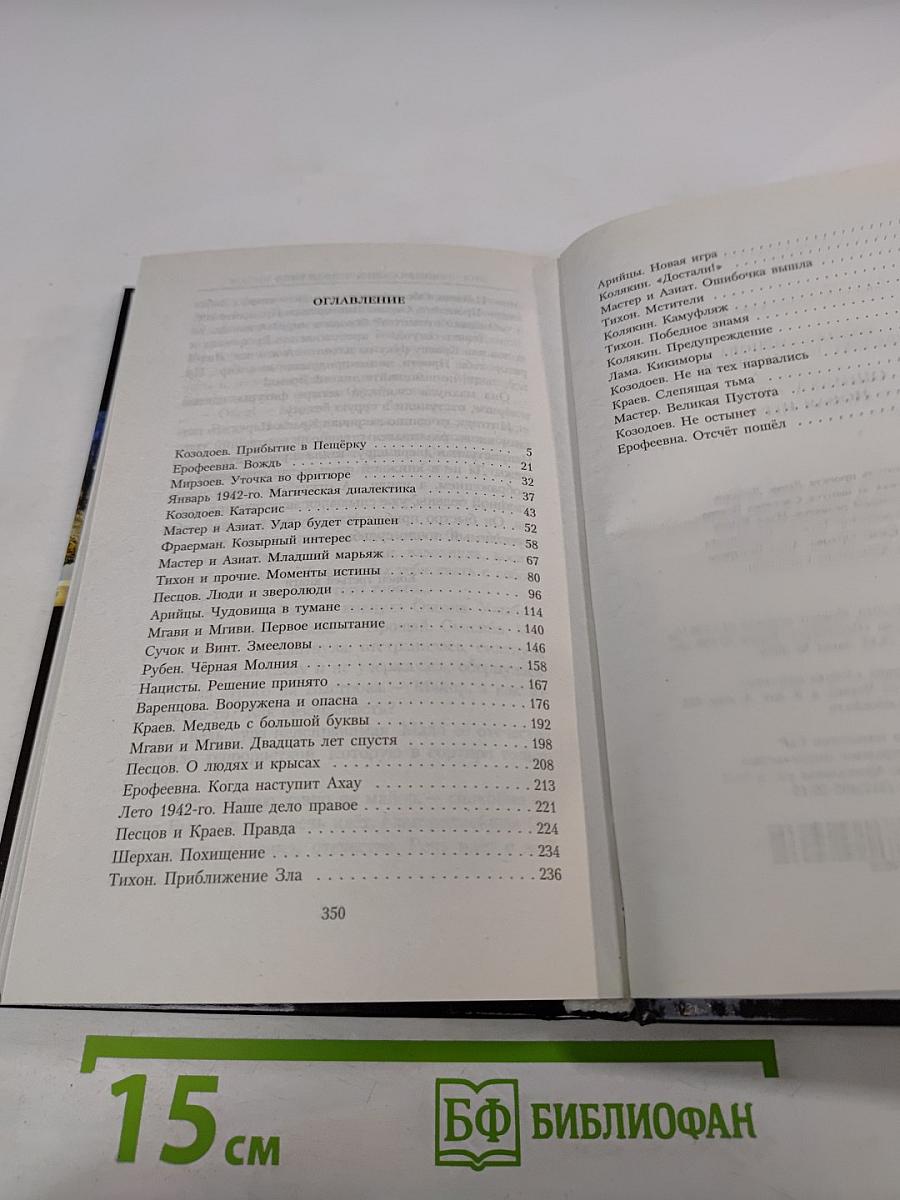 ОГЛАВЛЕНИЕ
Козодоев. Прибытие в Пещёрку . . . . . . . . . . . . . . . 5
Ерофеевна. Вождь . . . . . . . . . . . . . . . . . . . . . . 21
Мирзоев. Уточка во фритюре . . . . . . . . . . . . . . . . 32
Январь 1942-го. Магическая диалектика . . . . . . . . . 37
Козодоев. Катарсис . . . . . . . . . . . . . . . . . . . . . 43
Мастер и Азиат. Удар будет страшен . . . . . . . . . . . 52
Фраерман. Козырный интерес . . . . . . . . . . . . . . . 58
Мастер и Азиат. Младший марьяж . . . . . . . . . . . . . 67
Тихон и прочие. Моменты истины . . . . . . . . . . . . . 80
Песцов. Люди и зверолюди . . . . . . . . . . . . . . . . . 96
Арийцы. Чудовища в тумане . . . . . . . . . . . . . . . . 114
Мгави и Мгиви. Первое испытание . . . . . . . . . . . . 140
Сучок и Винт. Змееловы . . . . . . . . . . . . . . . . . . 146
Рубен. Чёрная Молния . . . . . . . . . . . . . . . . . . . 158
Нацисты. Решение принято . . . . . . . . . . . . . . . . 167
Варенцова. Вооружена и опасна . . . . . . . . . . . . . 176
Краев. Медведь с большой буквы . . . . . . . . . . . . . 192
Мгави и Мгиви. Двадцать лет спустя . . . . . . . . . . . 198
Песцов. О людях и крысах . . . . . . . . . . . . . . . . . 208
Ерофеевна. Когда наступит Ахау . . . . . . . . . . . . . 213
Лето 1942-го. Наше дело правое . . . . . . . . . . . . . 221
Песцов и Краев. Правда . . . . . . . . . . . . . . . . . . 224
Шерхан. Похищение . . . . . . . . . . . . . . . . . . . . . 234
Тихон. Приближение Зла . . . . . . . . . . . . . . . . . . 236
350
Арийцы. Новая игра
Колякин. «Достали!»
Мастер и Азиат. Ошибочка вышла
Тихон. Мстители
Колякин. Камуфляж
Тихон. Победное знамя
Колякин. Предупреждение
Лама. Кикиморы
Козодоев. Не на тех нарвались
Краев. Слепящая тьма
Мастер. Великая Пустота
Козодоев. Не остынет
Ерофеевна. Отсчёт пошёл
15 см
БФ БИБЛИОФАН